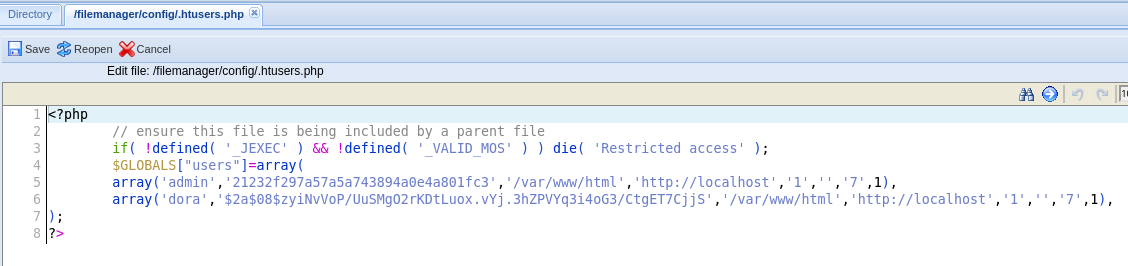 Directory /filemanager/config/.htusers.php
Save Reopen Cancel
Edit file: /filemanager/config/.htusers.php
1 <?php
2 // ensure this file is being included by a parent file
3 if( !defined( '_JEXEC' ) && !defined( '_VALID_MOS' ) ) die( 'Restricted access' );
4 $GLOBALS["users"]=array(
5 array('admin','21232f297a57a5a743894a0e4a801fc3','/var/www/html','http://localhost','1','','7',1),
6 array('dora','$2a$08$zyiNvVoP/UuSMgO2rKDtLuox.vYj.3hZPVYq3i4oG3/CtgET7CjjS','/var/www/html','http://localhost','1','','7',1),
7 );
8 ?>